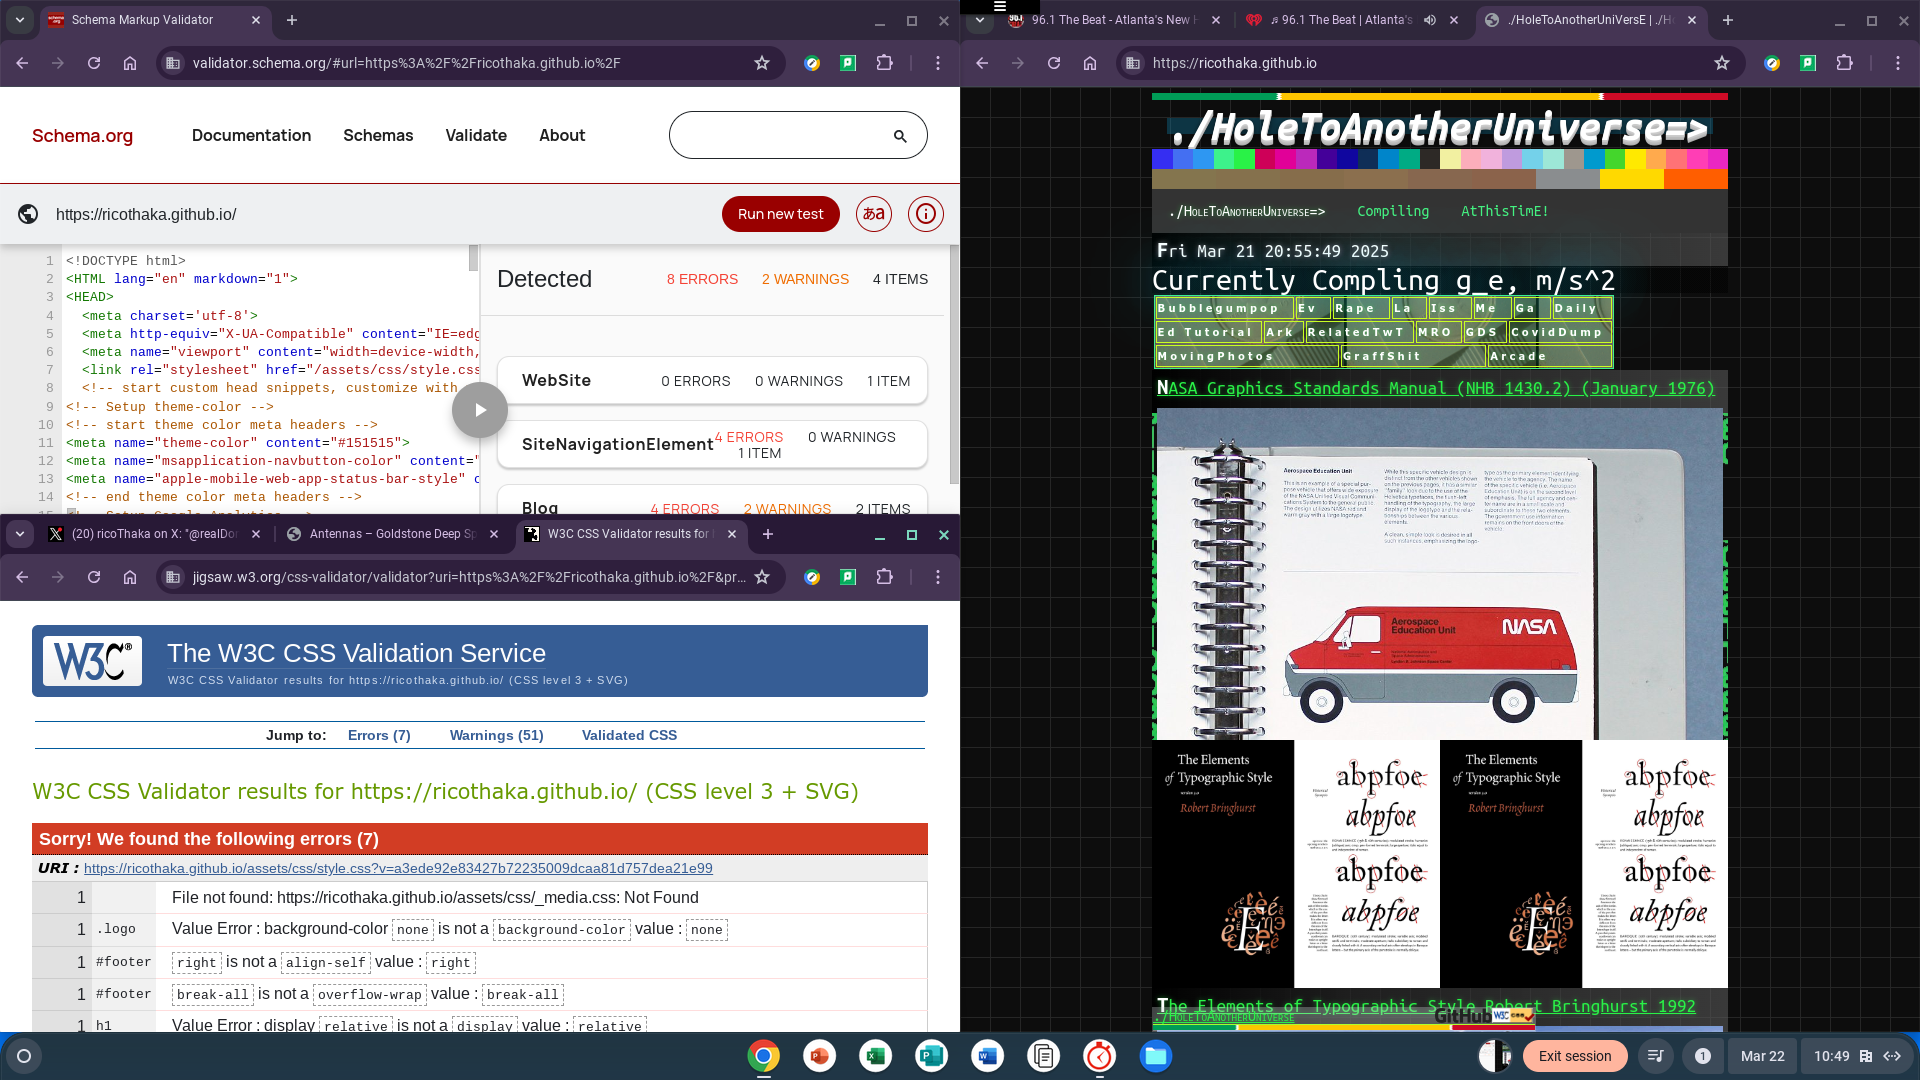 Schema Markup Validator
validator.schema.org/#url=https%3A%2F%2Fricothaka.github.io%2F
Schema.org
Documentation
Schemas
Validate
About
https://ricothaka.github.io/
Run new test
あa
1 <!DOCTYPE html>
2 <HTML lang="en" markdown="1">
3 <HEAD>
4 <meta charset='utf-8'>
5 <meta http-equiv="X-UA-Compatible" content="IE=edg
6 <meta name="viewport" content="width=device-width,
7 <link rel="stylesheet" href="/assets/css/style.css
8 <!-- start custom head snippets, customize with
9 <!-- Setup theme-color -->
10 <!-- start theme color meta headers -->
11 <meta name="theme-color" content="#151515">
12 <meta name="msapplication-navbutton-color" content="
13 <meta name="apple-mobile-web-app-status-bar-style" c
14 <!-- end theme color meta headers -->
Detected
8 ERRORS
2 WARNINGS
4 ITEMS
WebSite
0 ERRORS
0 WARNINGS
1 ITEM
SiteNavigationElement
4 ERRORS
0 WARNINGS
1 ITEM
Blog
4 ERRORS
2 WARNINGS
2 ITEMS
(20) ricoThaka on X: "@realDo
Antennas – Goldstone Deep Sp
W3C CSS Validator results for
jigsaw.w3.org/css-validator/validator?uri=https%3A%2F%2Fricothaka.github.io%2F&pr...
W3C®
The W3C CSS Validation Service
W3C CSS Validator results for https://ricothaka.github.io/ (CSS level 3 + SVG)
Jump to:
Errors (7)
Warnings (51)
Validated CSS
W3C CSS Validator results for https://ricothaka.github.io/ (CSS level 3 + SVG)
Sorry! We found the following errors (7)
URI : https://ricothaka.github.io/assets/css/style.css?v=a3ede92e83427b72235009dcaa81d757dea21e99
1 File not found: https://ricothaka.github.io/assets/css/_media.css: Not Found
1 .logo Value Error : background-color none is not a background-color value : none
1 #footer right is not a align-self value : right
1 #footer break-all is not a overflow-wrap value : break-all
1 h1 Value Error : display relative is not a display value : relative
96.1 The Beat - Atlanta's New H
♫ 96.1 The Beat | Atlanta's
./HoleToAnotherUniVersE | ./H
https://ricothaka.github.io
./HoleToAnotherUniverse=>
./HoleToAnotherUniverse=>
Compiling
AtThisTimE!
Fri Mar 21 20:55:49 2025
Currently Compling g_e, m/s^2
Bubblegumpop Ev Rape La Iss Me Ga Daily
Ed Tutorial Ark RelatedTwT MRO GDS CovidDump
MovingPhotos GraffShit Arcade
NASA Graphics Standards Manual (NHB 1430.2) (January 1976)
Aerospace Education Unit
Aerospace
Education Unit
NASA
The Elements
of Typographic Style
Robert Bringhurst
abpfoe
abpfoe
abpfoe
abpfoe
The Elements
of Typographic Style
Robert Bringhurst
abpfoe
abpfoe
abpfoe
abpfoe
The Elements of Typographic Style Robert Bringhurst 1992
./HoleToAnotherUniverse
GitHub
W3C
css
Exit session
1
Mar 22
10:49